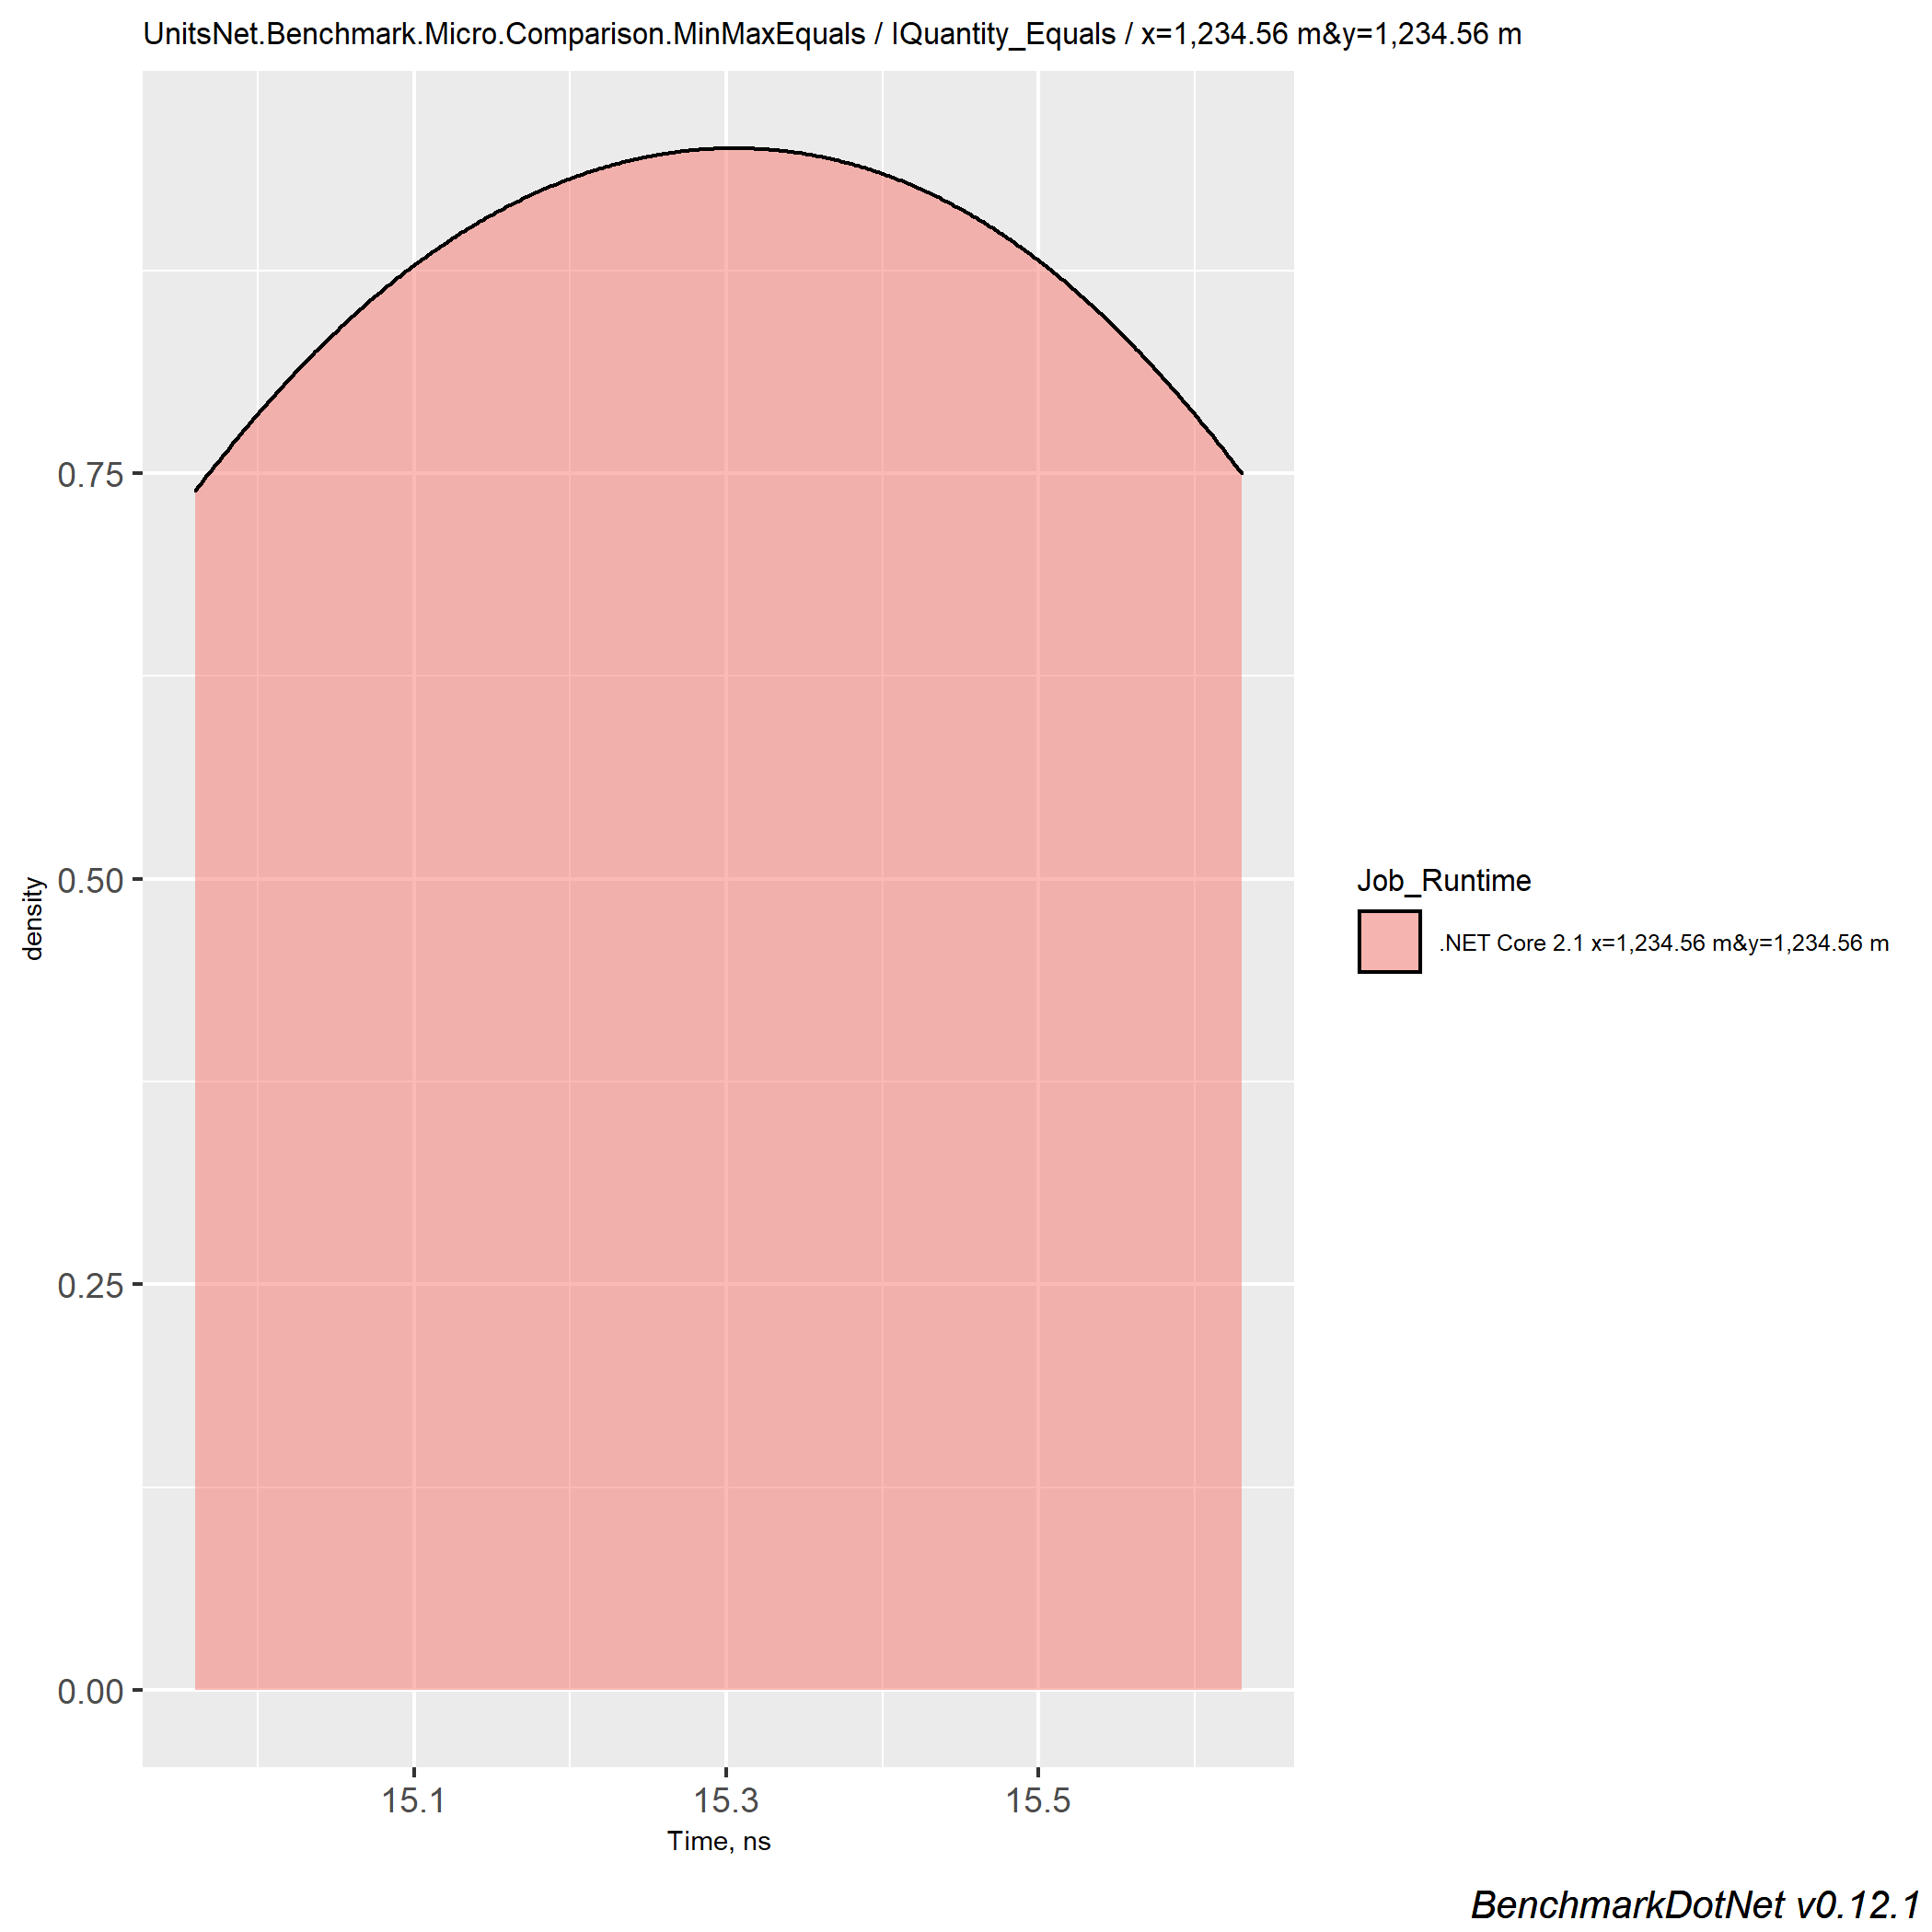 UnitsNet.Benchmark.Micro.Comparison.MinMaxEquals / IQuantity_Equals / x=1,234.56 m&y=1,234.56 m
0.75
0.50
0.25
0.00
density
15.1 15.3 15.5
Time, ns
Job_Runtime
.NET Core 2.1 x=1,234.56 m&y=1,234.56 m
BenchmarkDotNet v0.12.1